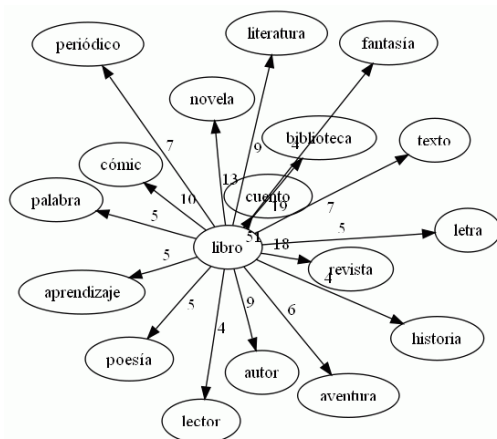 literatura
periódico
fantasía
novela
biblioteca
texto
4
7
9
cómic
13
cuento
10
19
7
palabra
5
51
5
letra
libro
18
revista
5
4
aprendizaje
5
4
9
6
historia
poesía
autor
aventura
lector